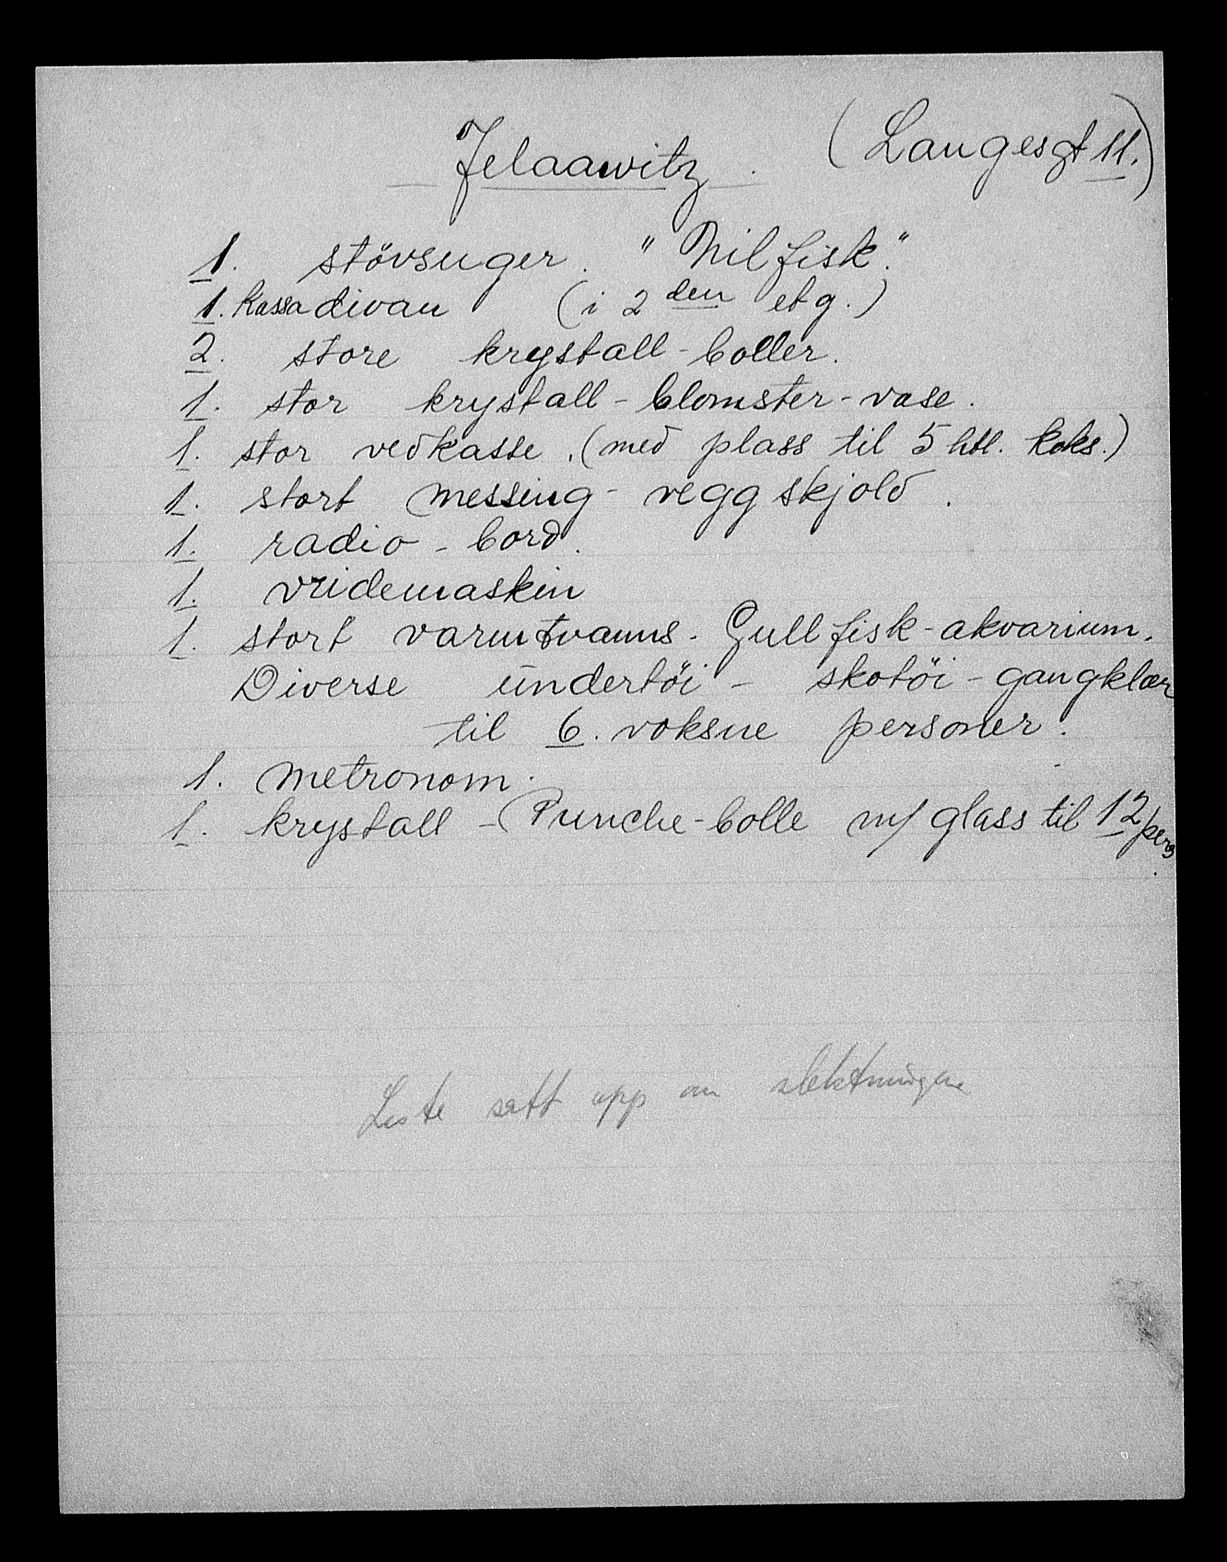 Jelaawitz. (Langesgt 11.)
1. stövsuger. "Nilfisk."
1. Kassadivan (i 2den etg.)
2. store krystall-boller.
1. stor krystall-blomster-vase.
1. stor vedkasse. (med plass til 5 htl. koks.)
1. stort messing-veggskjold.
1. radio-bord.
1. vridemaskin
1. stort varmtvanns-Gullfisk-akvarium.
Diverse undertöi - skotöi - gangklær
til 6. voksne personer.
1. metronom.
1. krystall-Punche-bolle m/ glass til 12 pers.
Liste satt opp av slektningene